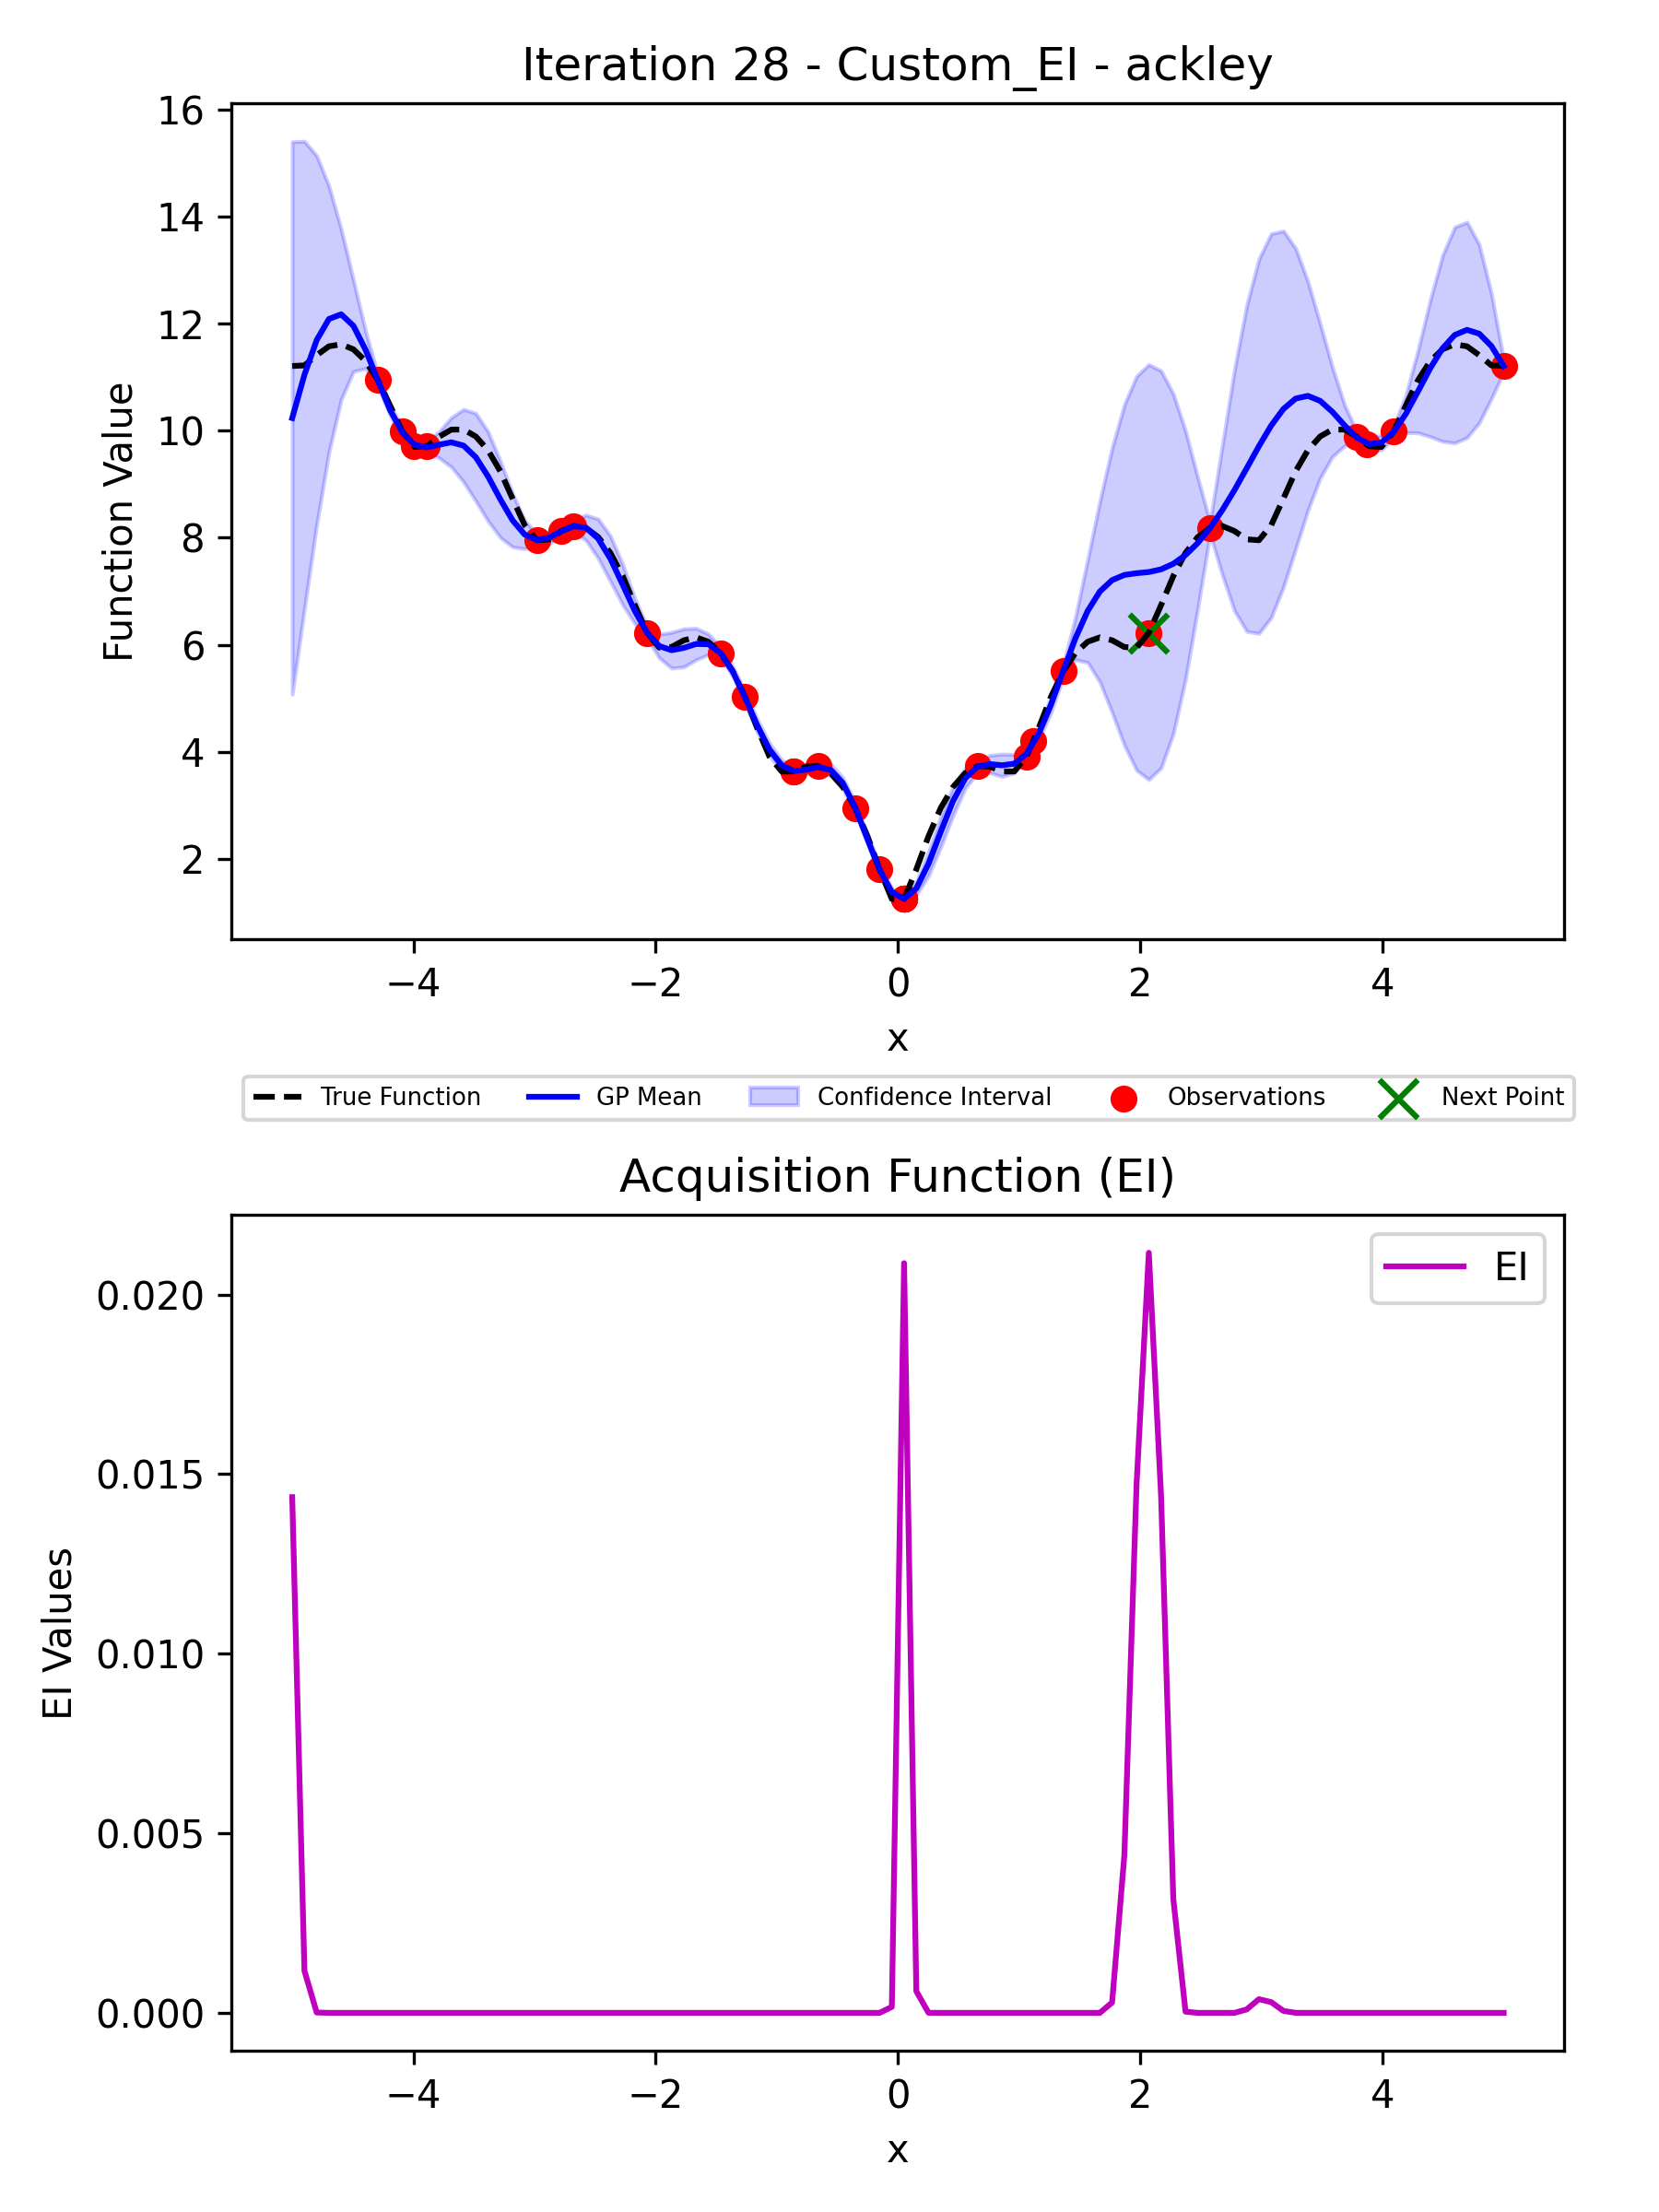 Iteration 28 - Custom_EI - ackley
16
14
12
10
8
6
4
2
Function Value
−4 −2 0 2 4
x
True Function GP Mean Confidence Interval Observations Next Point
Acquisition Function (EI)
EI
0.020
0.015
0.010
0.005
0.000
EI Values
−4 −2 0 2 4
x